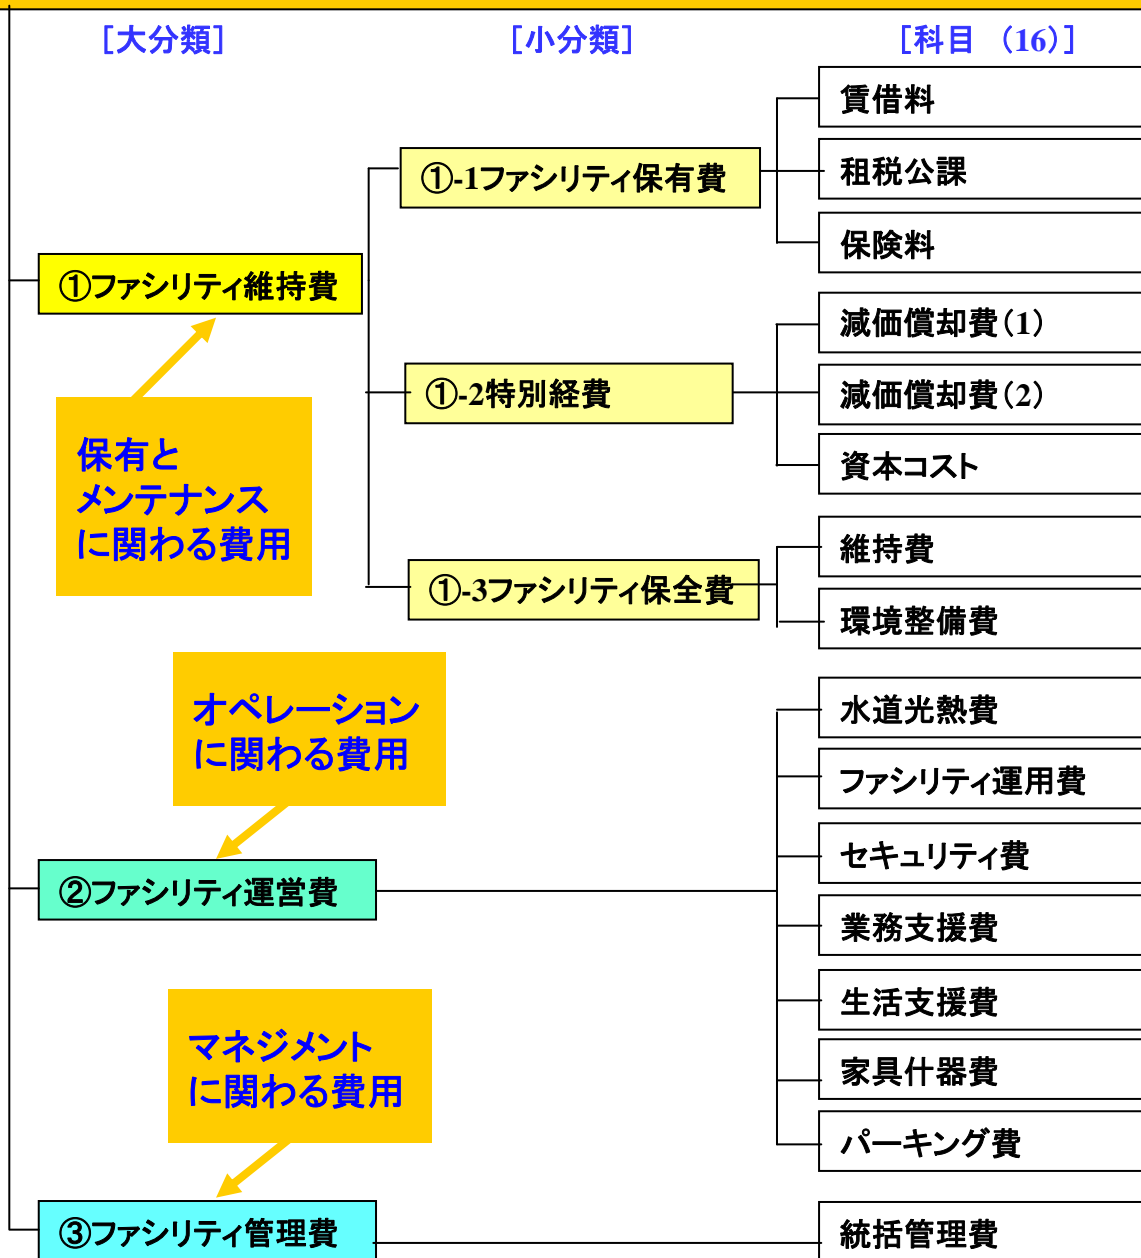 [大分類]
[小分類]
[科目 （16）]
賃借料
①-1ファシリティ保有費
租税公課
保険料
①ファシリティ維持費
減価償却費（1）
①-2特別経費
減価償却費（2）
資本コスト
保有と
メンテナンス
に関わる費用
維持費
①-3ファシリティ保全費
環境整備費
オペレーション
に関わる費用
水道光熱費
ファシリティ運用費
セキュリティ費
②ファシリティ運営費
業務支援費
生活支援費
マネジメント
に関わる費用
家具什器費
パーキング費
③ファシリティ管理費
統括管理費